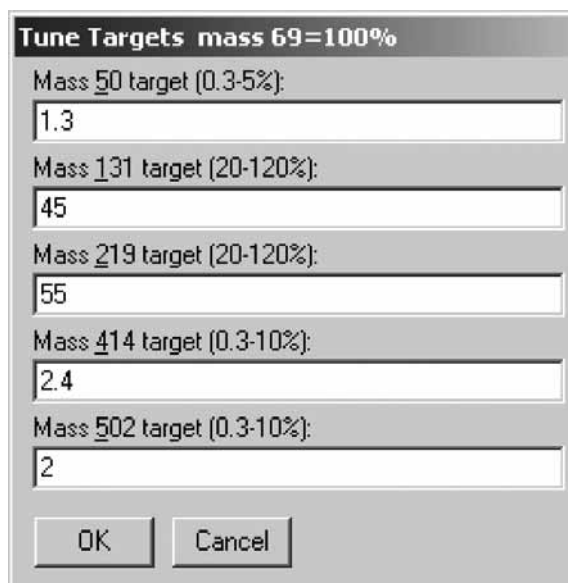 Tune Targets mass 69=100%
Mass 50 target (0.3-5%):
1.3
Mass 131 target (20-120%):
45
Mass 219 target (20-120%):
55
Mass 414 target (0.3-10%):
2.4
Mass 502 target (0.3-10%):
2
OK Cancel